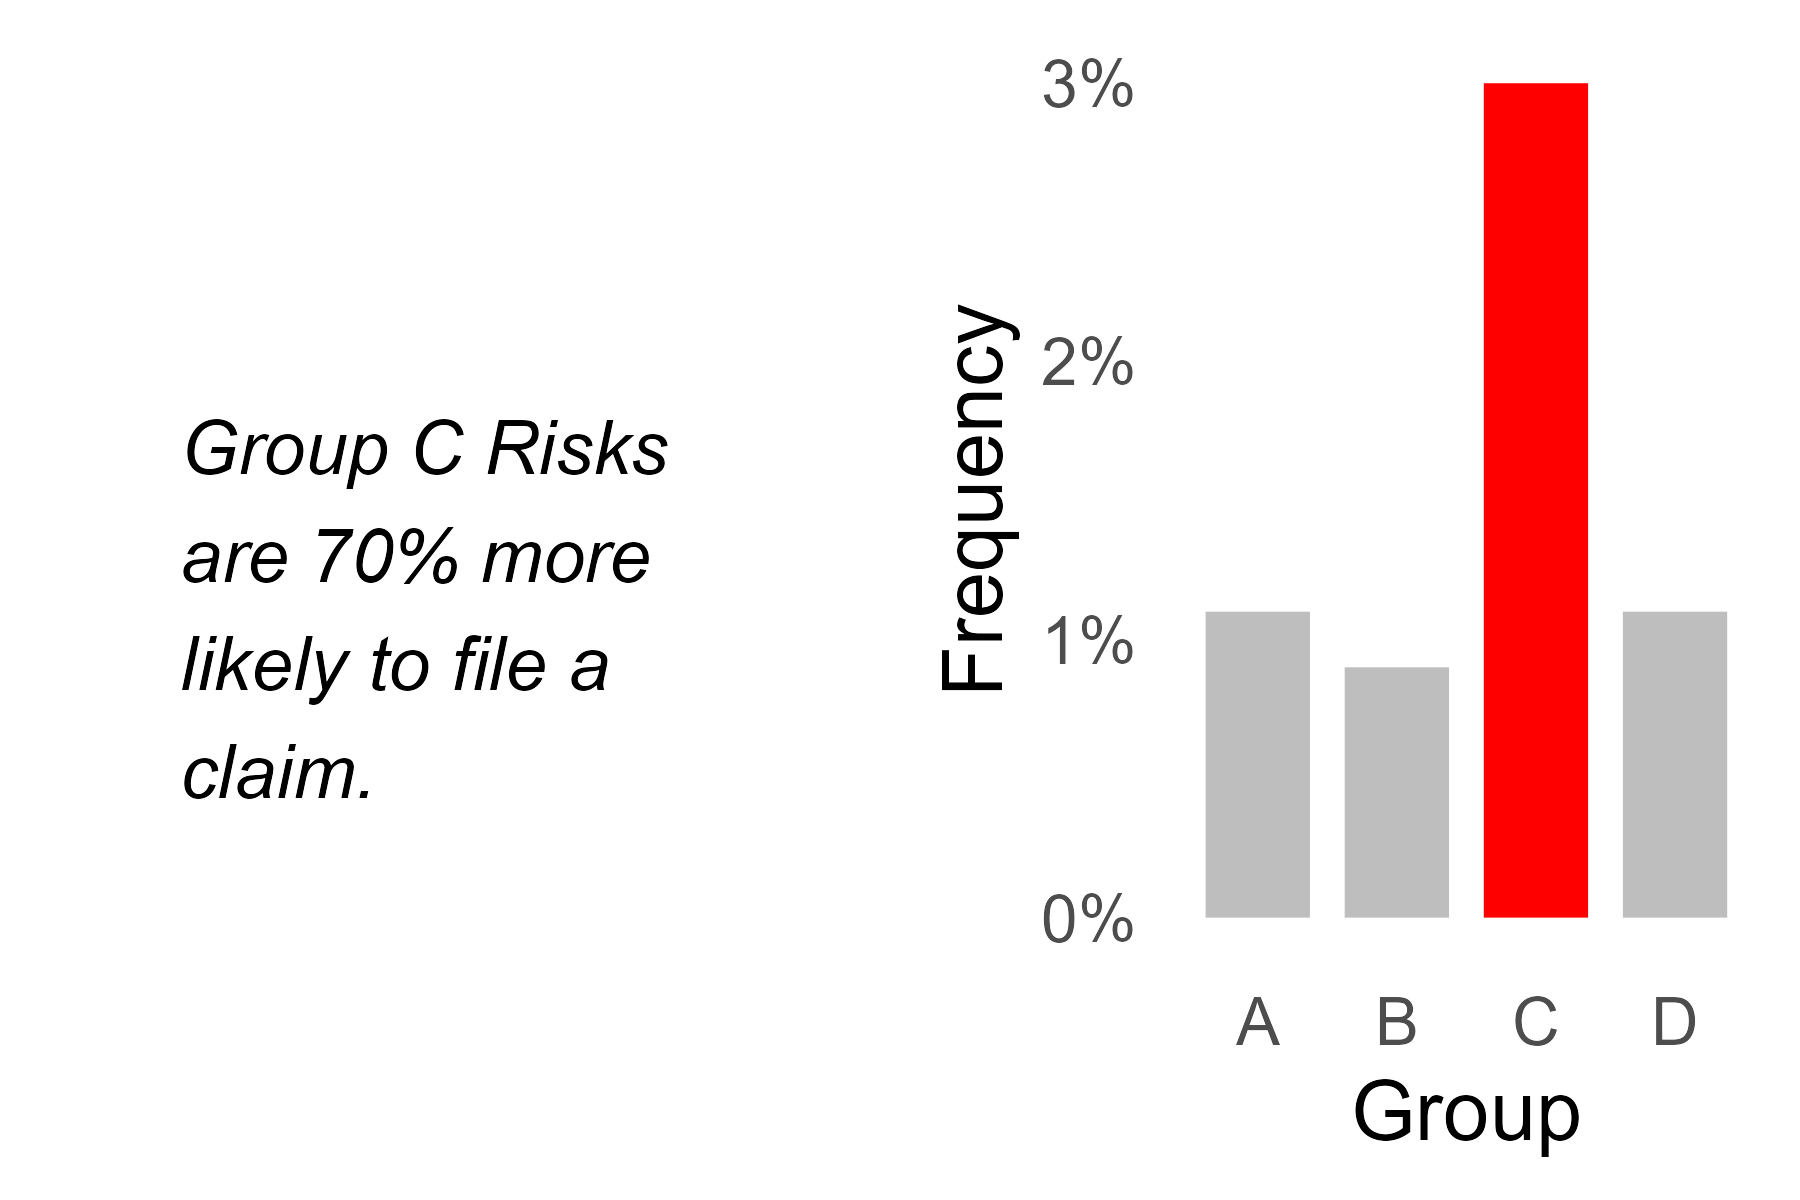 Group C Risks
are 70% more
likely to file a
claim.
Frequency
3%
2%
1%
0%
A B C D
Group